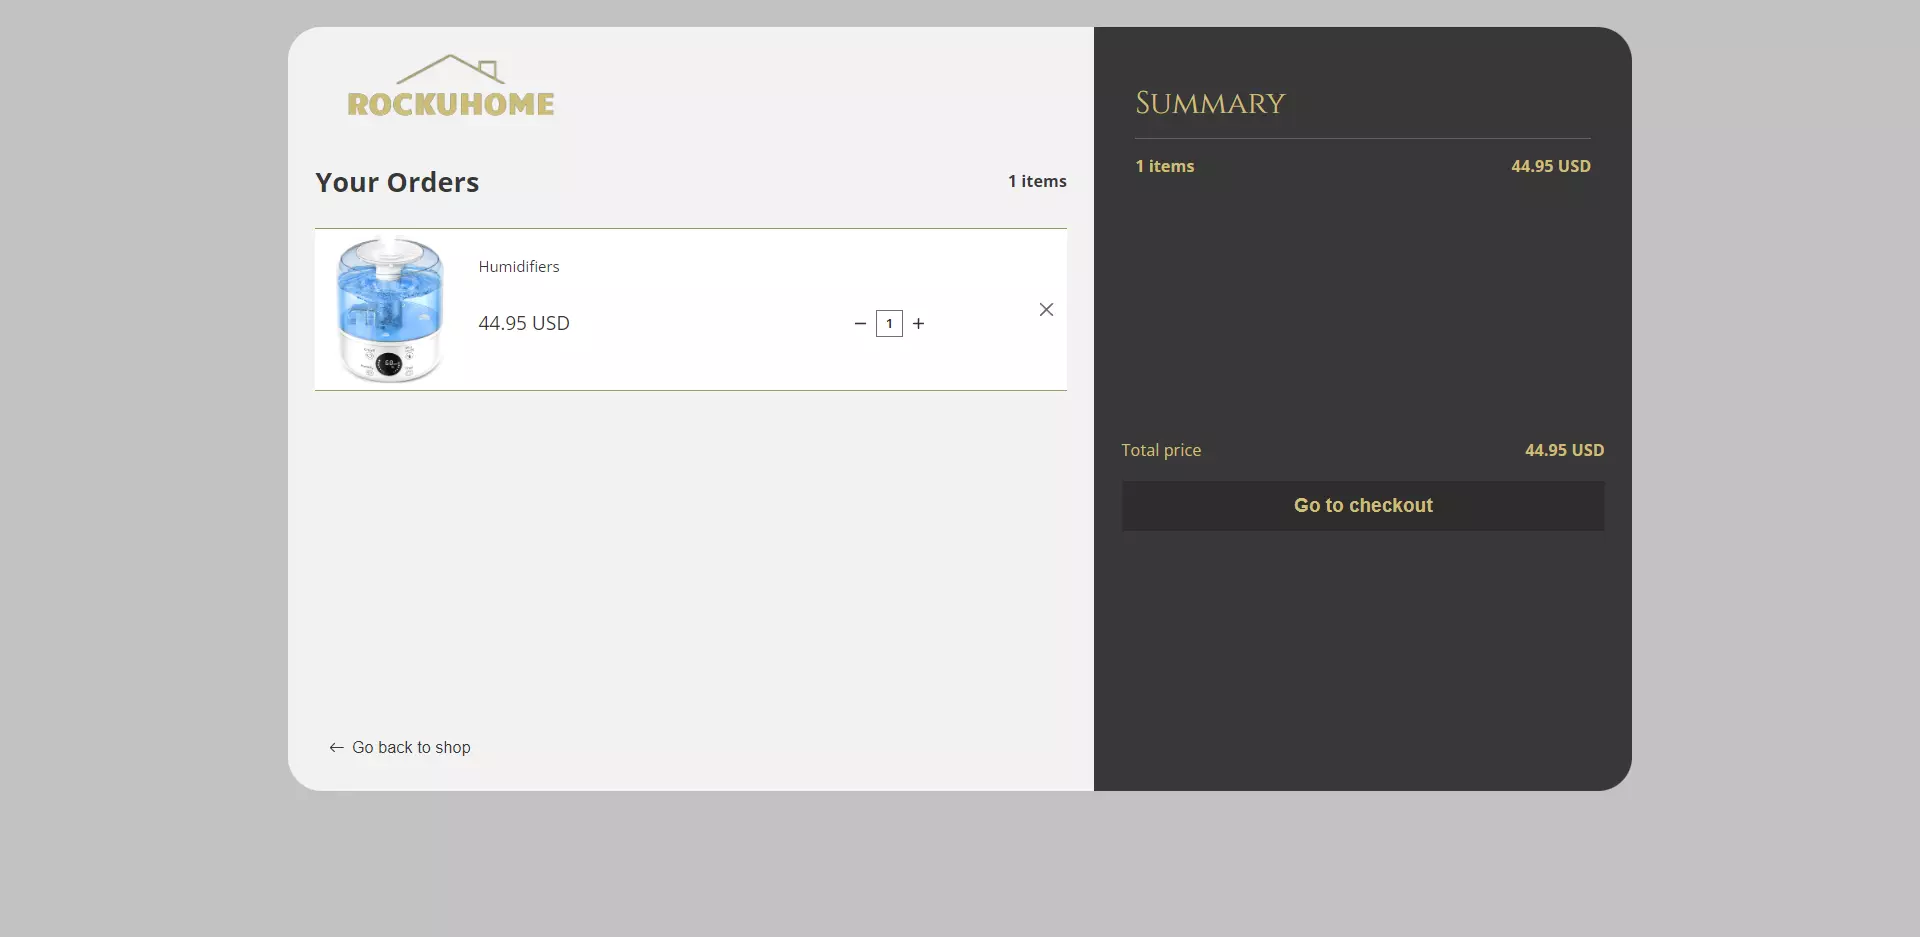 ROCKUHOME
Your Orders
1 items
Humidifiers
44.95 USD
1
Go back to shop
Summary
1 items
44.95 USD
Total price
44.95 USD
Go to checkout